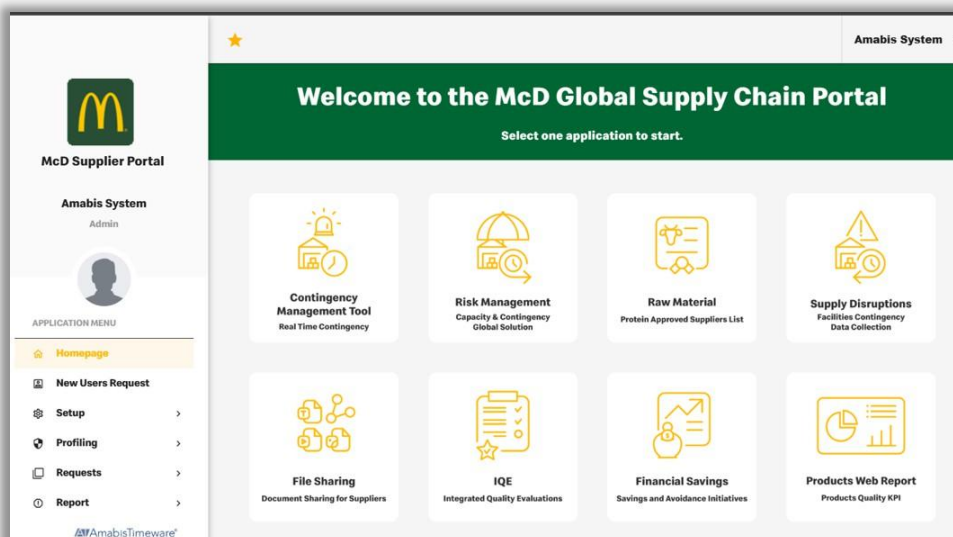 Amabis System
McD Supplier Portal
Amabis System
Admin
APPLICATION MENU
Homepage
New Users Request
Setup
Profiling
Requests
Report
AmabisTimeware®
Welcome to the McD Global Supply Chain Portal
Select one application to start.
Contingency
Management Tool
Real Time Contingency
Risk Management
Capacity & Contingency
Global Solution
Raw Material
Protein Approved Suppliers List
Supply Disruptions
Facilities Contingency
Data Collection
File Sharing
Document Sharing for Suppliers
IQE
Integrated Quality Evaluations
Financial Savings
Savings and Avoidance Initiatives
Products Web Report
Products Quality KPI